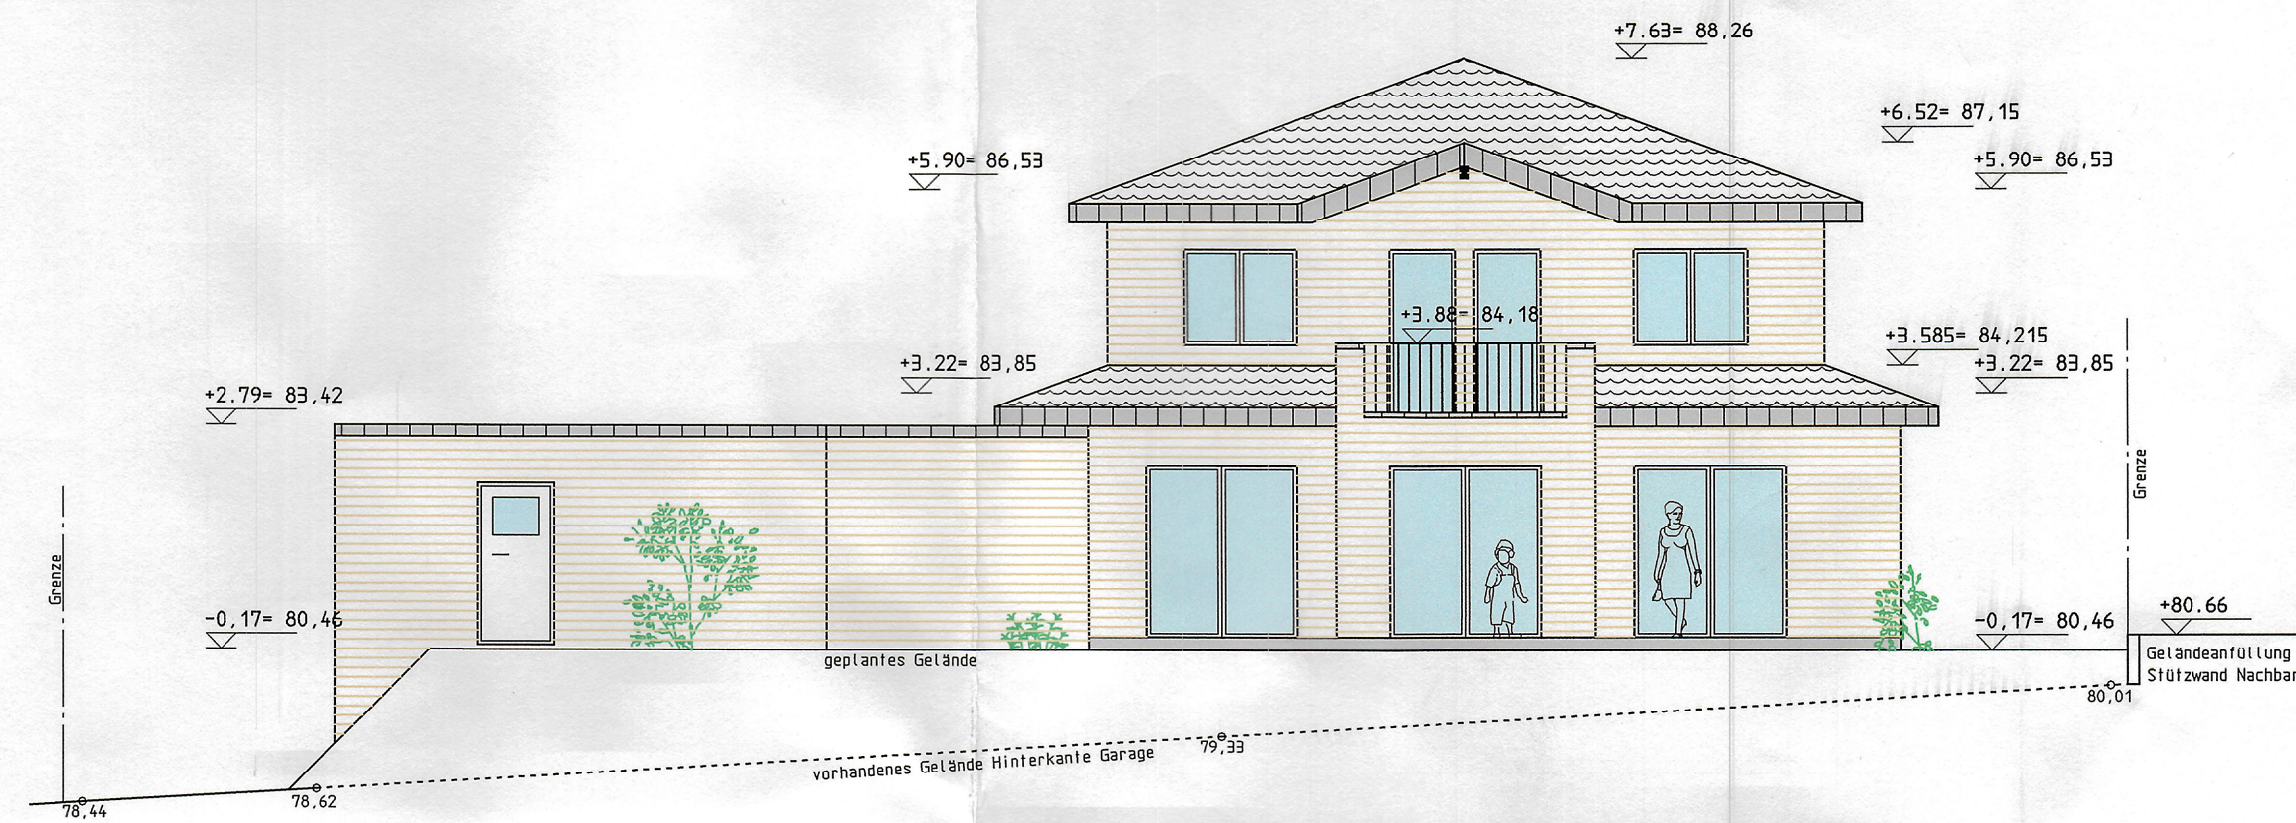 +7.63= 88,26
+6.52= 87,15
+5.90= 86,53
+5.90= 86,53
+3.88= 84,18
+3.585= 84,215
+3.22= 83,85
+3.22= 83,85
+2.79= 83,42
Grenze
Grenze
-0,17= 80,46
-0,17= 80,46
+80.66
geplantes Gelände
Geländeanfüllung
Stützwand Nachbar
80,01
79,33
vorhandenes Gelände Hinterkante Garage
78,62
78,44